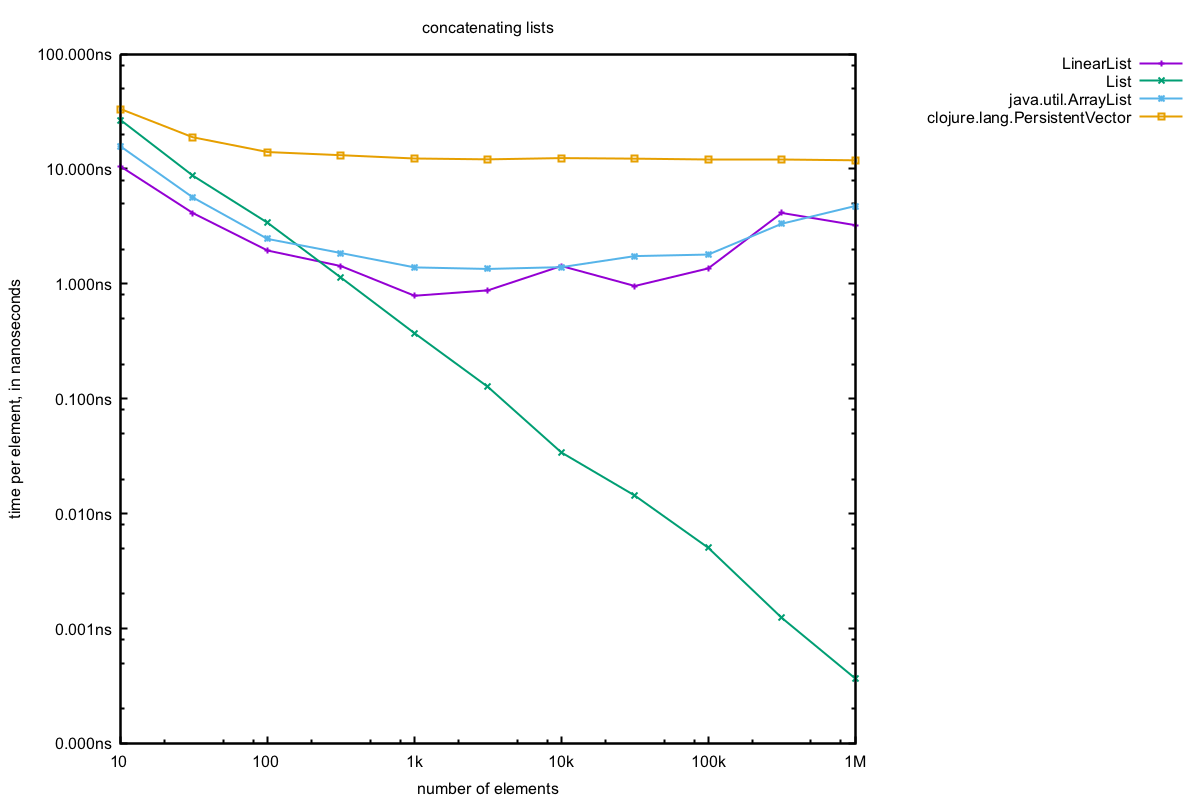 concatenating lists
100.000ns
10.000ns
1.000ns
0.100ns
0.010ns
0.001ns
0.000ns
time per element, in nanoseconds
10
100
1k
10k
100k
1M
number of elements
LinearList
List
java.util.ArrayList
clojure.lang.PersistentVector